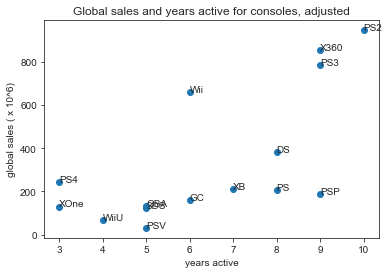 Global sales and years active for consoles, adjusted
PS2
X360
PS3
800
Wii
600
global sales ( x 10^6)
400
DS
PS4
200
XB
PS
PSP
XOne
GC
WiiU
PSV
0
3 4 5 6 7 8 9 10
years active